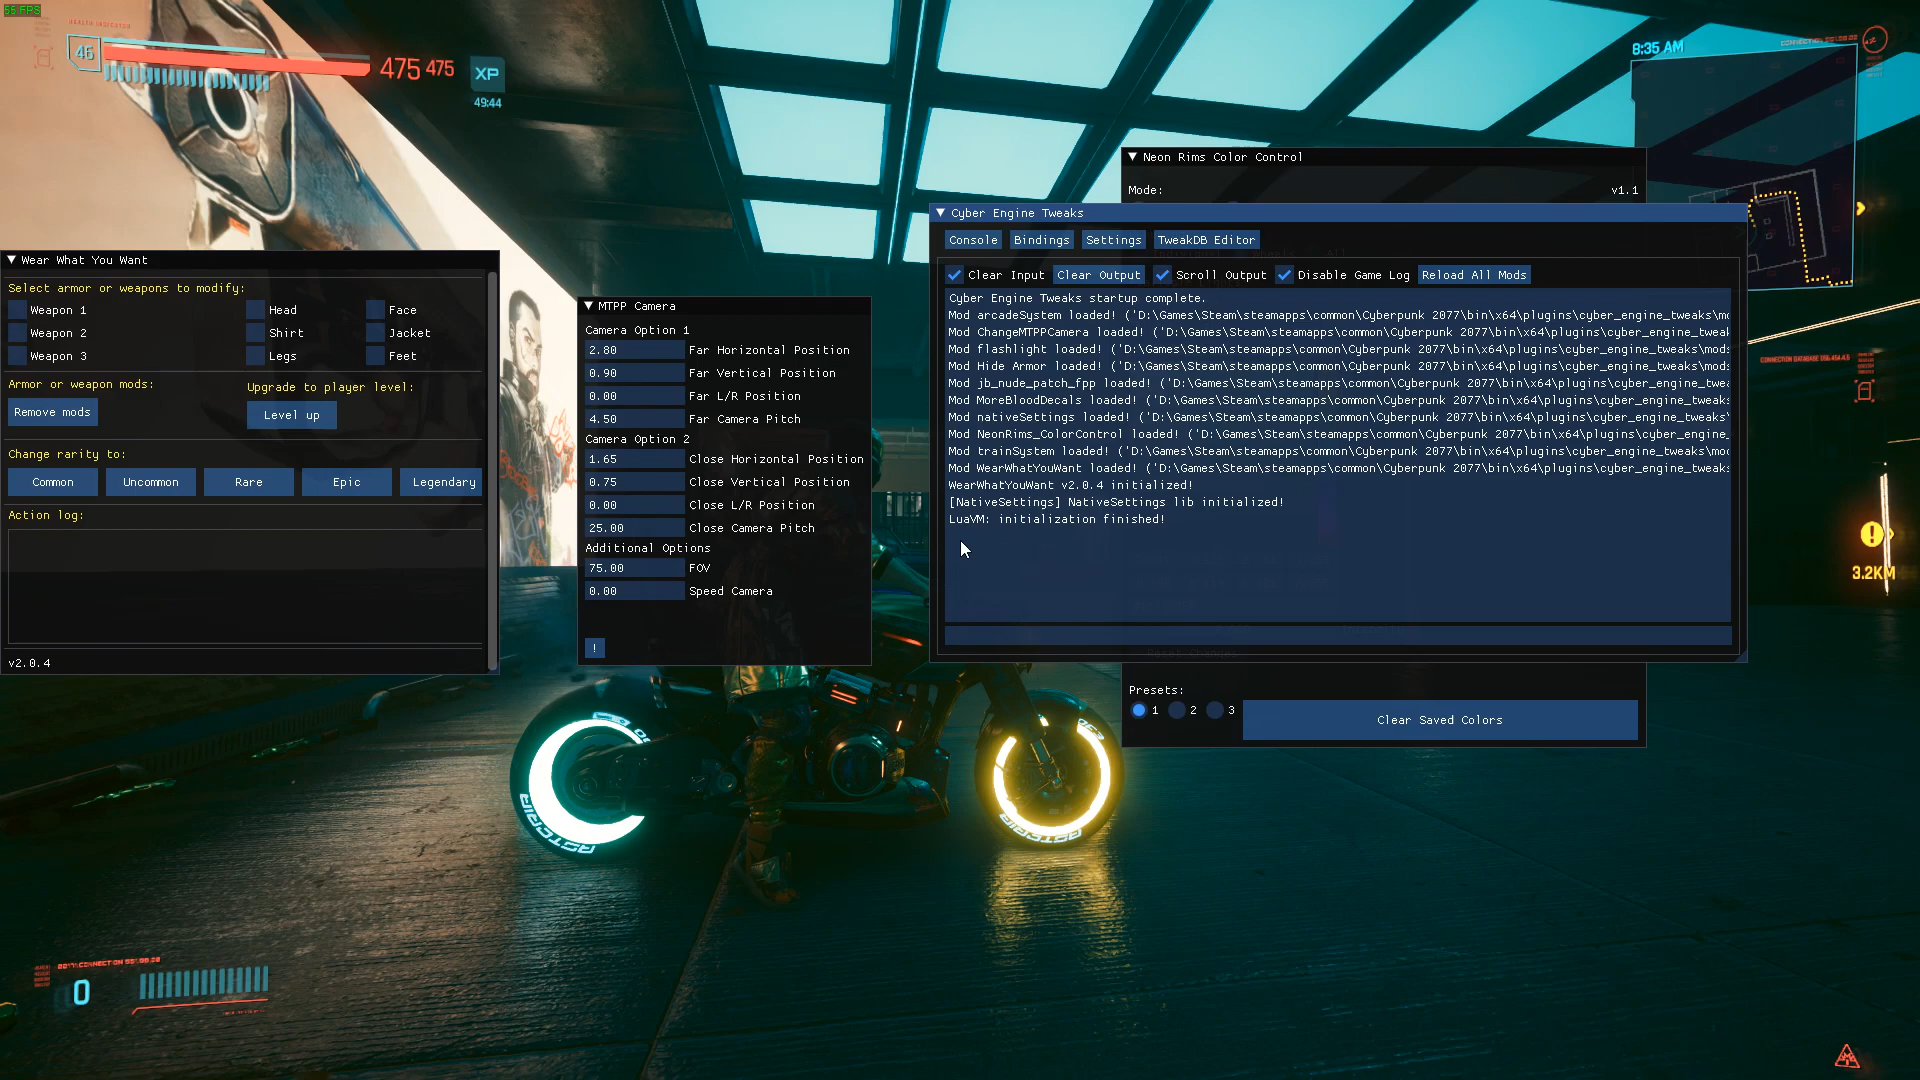 55 FPS
46
475 475
XP
49:44
8:35 AM
Neon Rims Color Control
Mode:
v1.1
Cyber Engine Tweaks
Console Bindings Settings TweakDB Editor
Clear Input Clear Output Scroll Output Disable Game Log Reload All Mods
Cyber Engine Tweaks startup complete.
Mod arcadeSystem loaded! ('D:\Games\Steam\steamapps\common\Cyberpunk 2077\bin\x64\plugins\cyber_engine_tweaks\mo
Mod ChangeMTPPCamera loaded! ('D:\Games\Steam\steamapps\common\Cyberpunk 2077\bin\x64\plugins\cyber_engine_tweak
Mod flashlight loaded! ('D:\Games\Steam\steamapps\common\Cyberpunk 2077\bin\x64\plugins\cyber_engine_tweaks\mods
Mod Hide Armor loaded! ('D:\Games\Steam\steamapps\common\Cyberpunk 2077\bin\x64\plugins\cyber_engine_tweaks\mods
Mod jb_nude_patch_fpp loaded! ('D:\Games\Steam\steamapps\common\Cyberpunk 2077\bin\x64\plugins\cyber_engine_twea
Mod MoreBloodDecals loaded! ('D:\Games\Steam\steamapps\common\Cyberpunk 2077\bin\x64\plugins\cyber_engine_tweaks
Mod nativeSettings loaded! ('D:\Games\Steam\steamapps\common\Cyberpunk 2077\bin\x64\plugins\cyber_engine_tweaks\
Mod NeonRims_ColorControl loaded! ('D:\Games\Steam\steamapps\common\Cyberpunk 2077\bin\x64\plugins\cyber_engine_
Mod trainSystem loaded! ('D:\Games\Steam\steamapps\common\Cyberpunk 2077\bin\x64\plugins\cyber_engine_tweaks\mod
Mod WearWhatYouWant loaded! ('D:\Games\Steam\steamapps\common\Cyberpunk 2077\bin\x64\plugins\cyber_engine_tweaks
WearWhatYouWant v2.0.4 initialized!
[NativeSettings] NativeSettings lib initialized!
LuaVM: initialization finished!
Presets:
1 2 3
Clear Saved Colors
Wear What You Want
Select armor or weapons to modify:
Weapon 1 Head Face
Weapon 2 Shirt Jacket
Weapon 3 Legs Feet
Armor or weapon mods:
Upgrade to player level:
Remove mods
Level up
Change rarity to:
Common Uncommon Rare Epic Legendary
Action log:
v2.0.4
MTPP Camera
Camera Option 1
2.80 Far Horizontal Position
0.90 Far Vertical Position
0.00 Far L/R Position
4.50 Far Camera Pitch
Camera Option 2
1.65 Close Horizontal Position
0.75 Close Vertical Position
0.00 Close L/R Position
25.00 Close Camera Pitch
Additional Options
75.00 FOV
0.00 Speed Camera
!
3.2KM
ASTERIA
ASTERIA
0